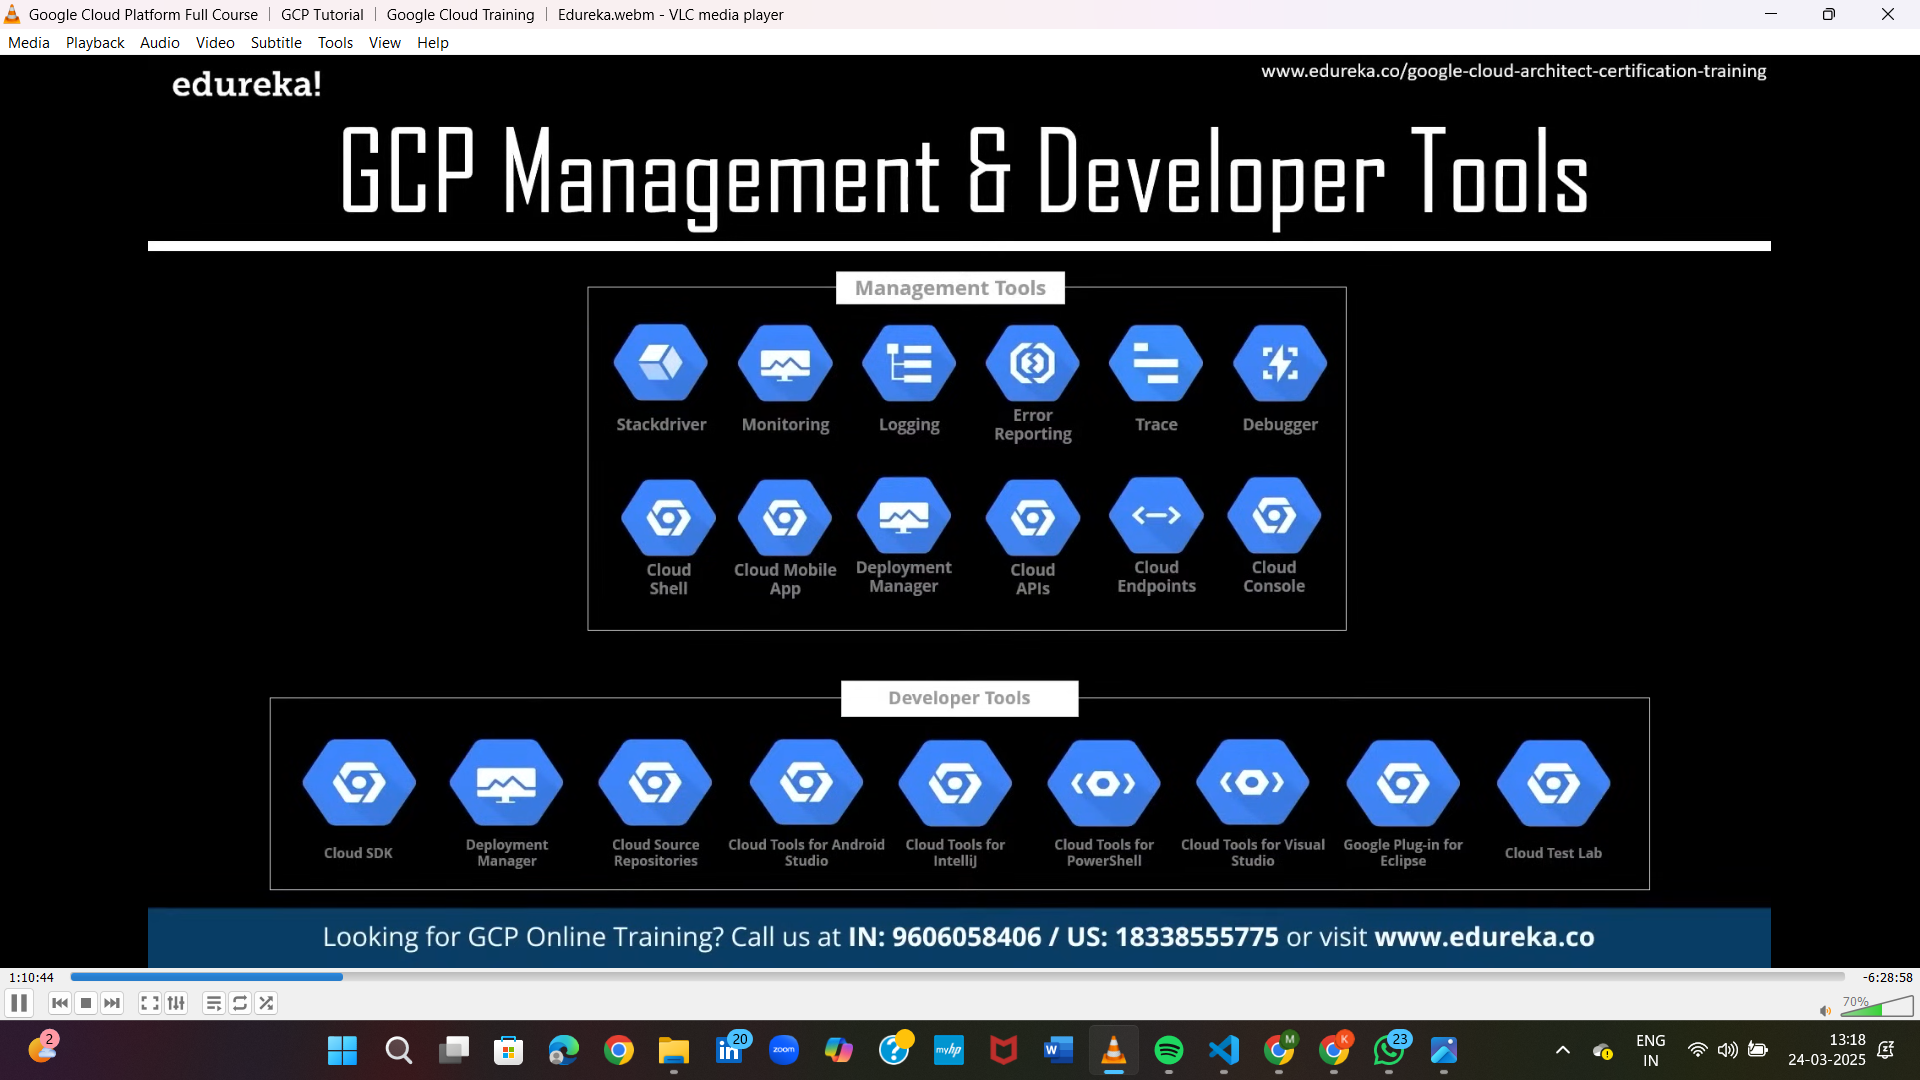 Google Cloud Platform Full Course | GCP Tutorial | Google Cloud Training | Edureka.webm - VLC media player
Media Playback Audio Video Subtitle Tools View Help
edureka!
www.edureka.co/google-cloud-architect-certification-training
GCP Management & Developer Tools
Management Tools
Stackdriver
Monitoring
Logging
Error
Reporting
Trace
Debugger
Cloud
Shell
Cloud Mobile
App
Deployment
Manager
Cloud
APIs
Cloud
Endpoints
Cloud
Console
Developer Tools
Cloud SDK
Deployment
Manager
Cloud Source
Repositories
Cloud Tools for Android
Studio
Cloud Tools for
IntelliJ
Cloud Tools for
PowerShell
Cloud Tools for Visual
Studio
Google Plug-in for
Eclipse
Cloud Test Lab
Looking for GCP Online Training? Call us at IN: 9606058406 / US: 18338555775 or visit www.edureka.co
1:10:44
-6:28:58
70%
2
20
in
zoom
?
myhp
W
M
K
23
ENG
IN
13:18
24-03-2025